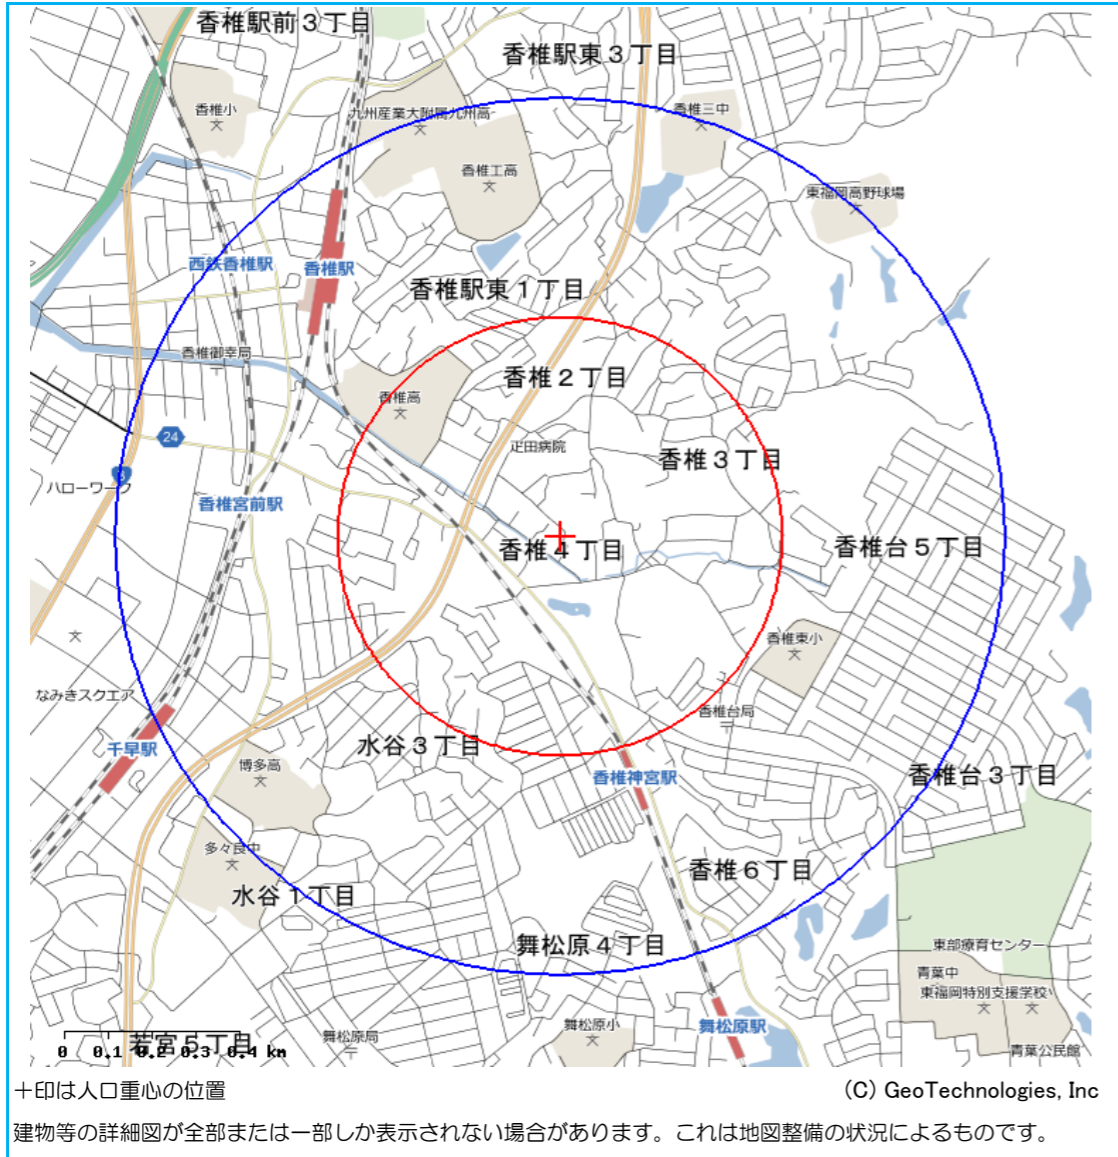 香椎駅前３丁目
香椎駅東３丁目
香椎小
九州産業大附属九州高
香椎三中
香椎工高
東福岡高野球場
西鉄香椎駅
香椎駅
香椎駅東１丁目
香椎御幸局
香椎２丁目
香椎高
24
疋田病院
香椎３丁目
3
ハローワーク
香椎宮前駅
香椎４丁目
香椎台５丁目
香椎東小
なみきスクエア
香椎台局
千早駅
水谷３丁目
博多高
香椎神宮駅
香椎台３丁目
多々良中
香椎６丁目
水谷１丁目
舞松原４丁目
東部療育センター
青葉中
東福岡特別支援学校
舞松原小
舞松原駅
舞松原局
若宮５丁目
0 0.1 0.2 0.3 0.4 km
青葉公民館
＋印は人口重心の位置
(C) GeoTechnologies, Inc
建物等の詳細図が全部または一部しか表示されない場合があります。これは地図整備の状況によるものです。